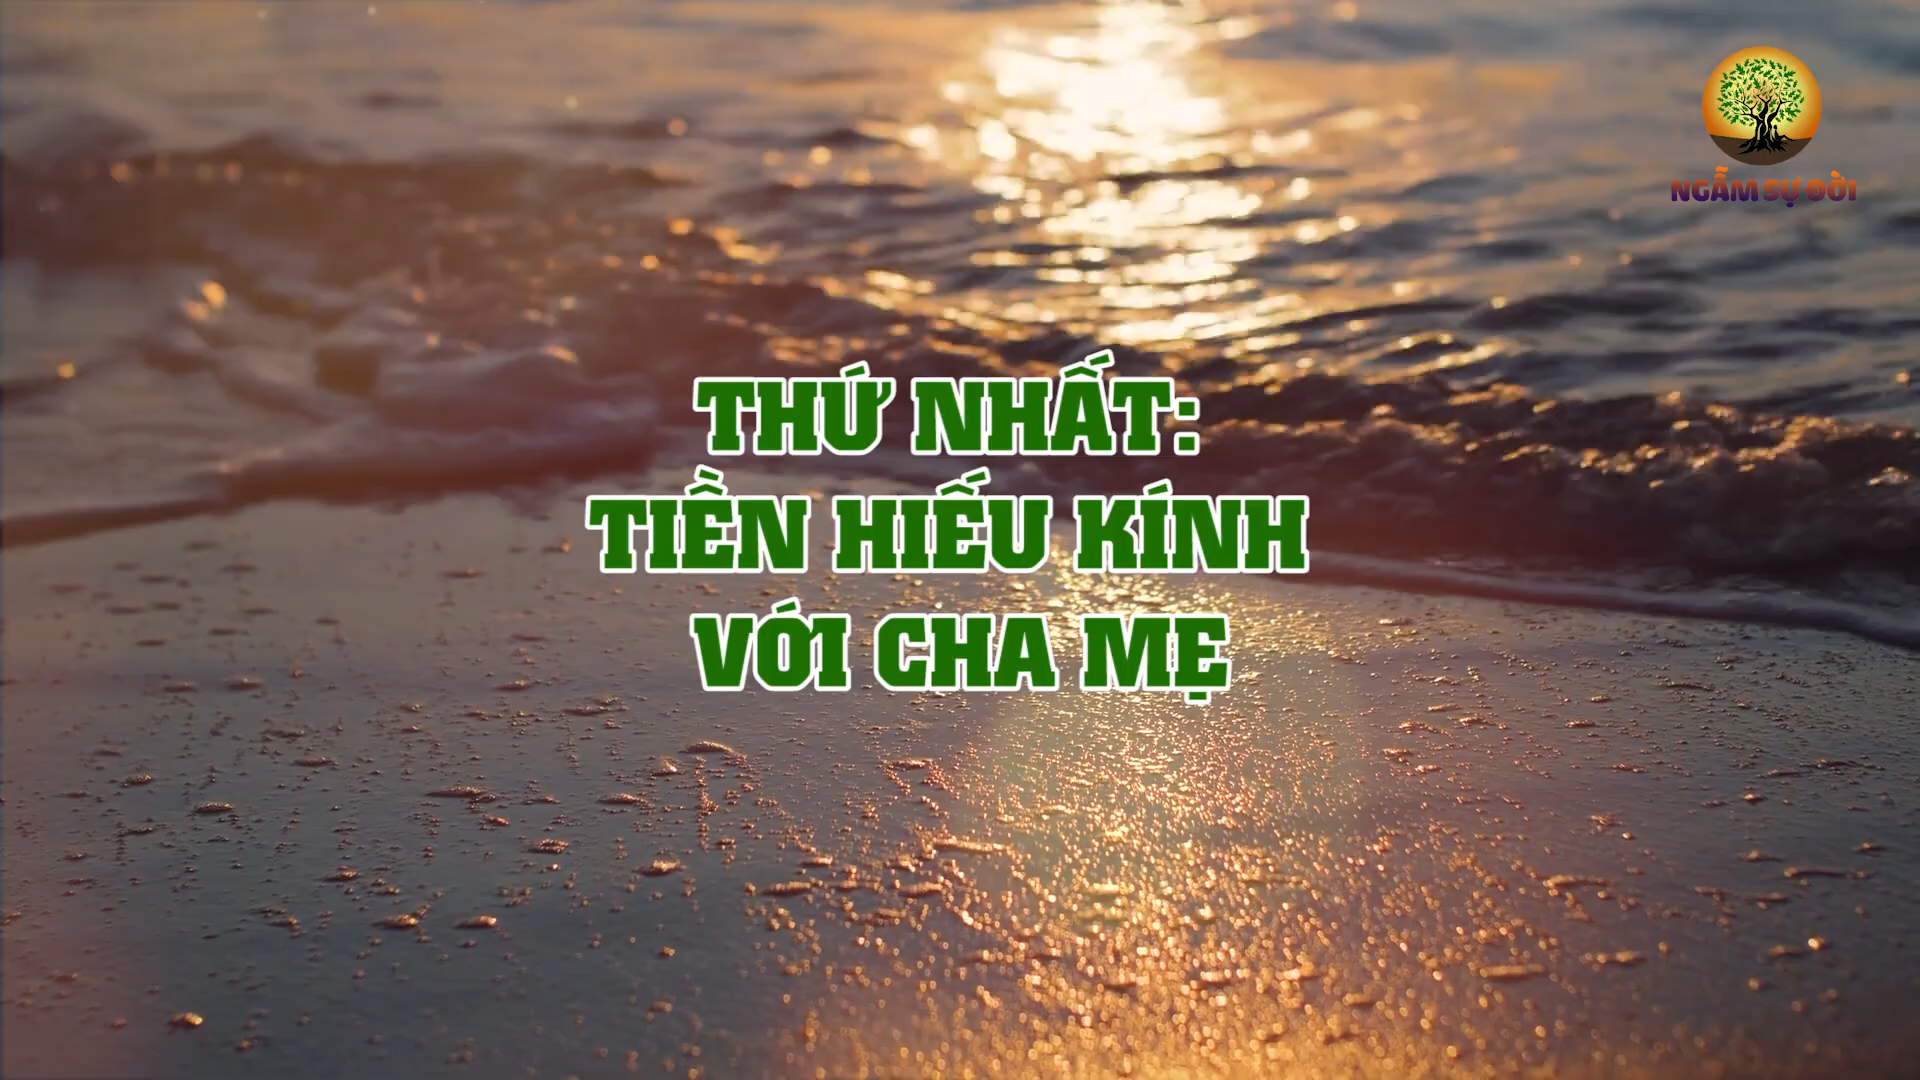 NGẪM SỰ ĐỜI
THỨ NHẤT:
TIỀN HIẾU KÍNH
VỚI CHA MẸ